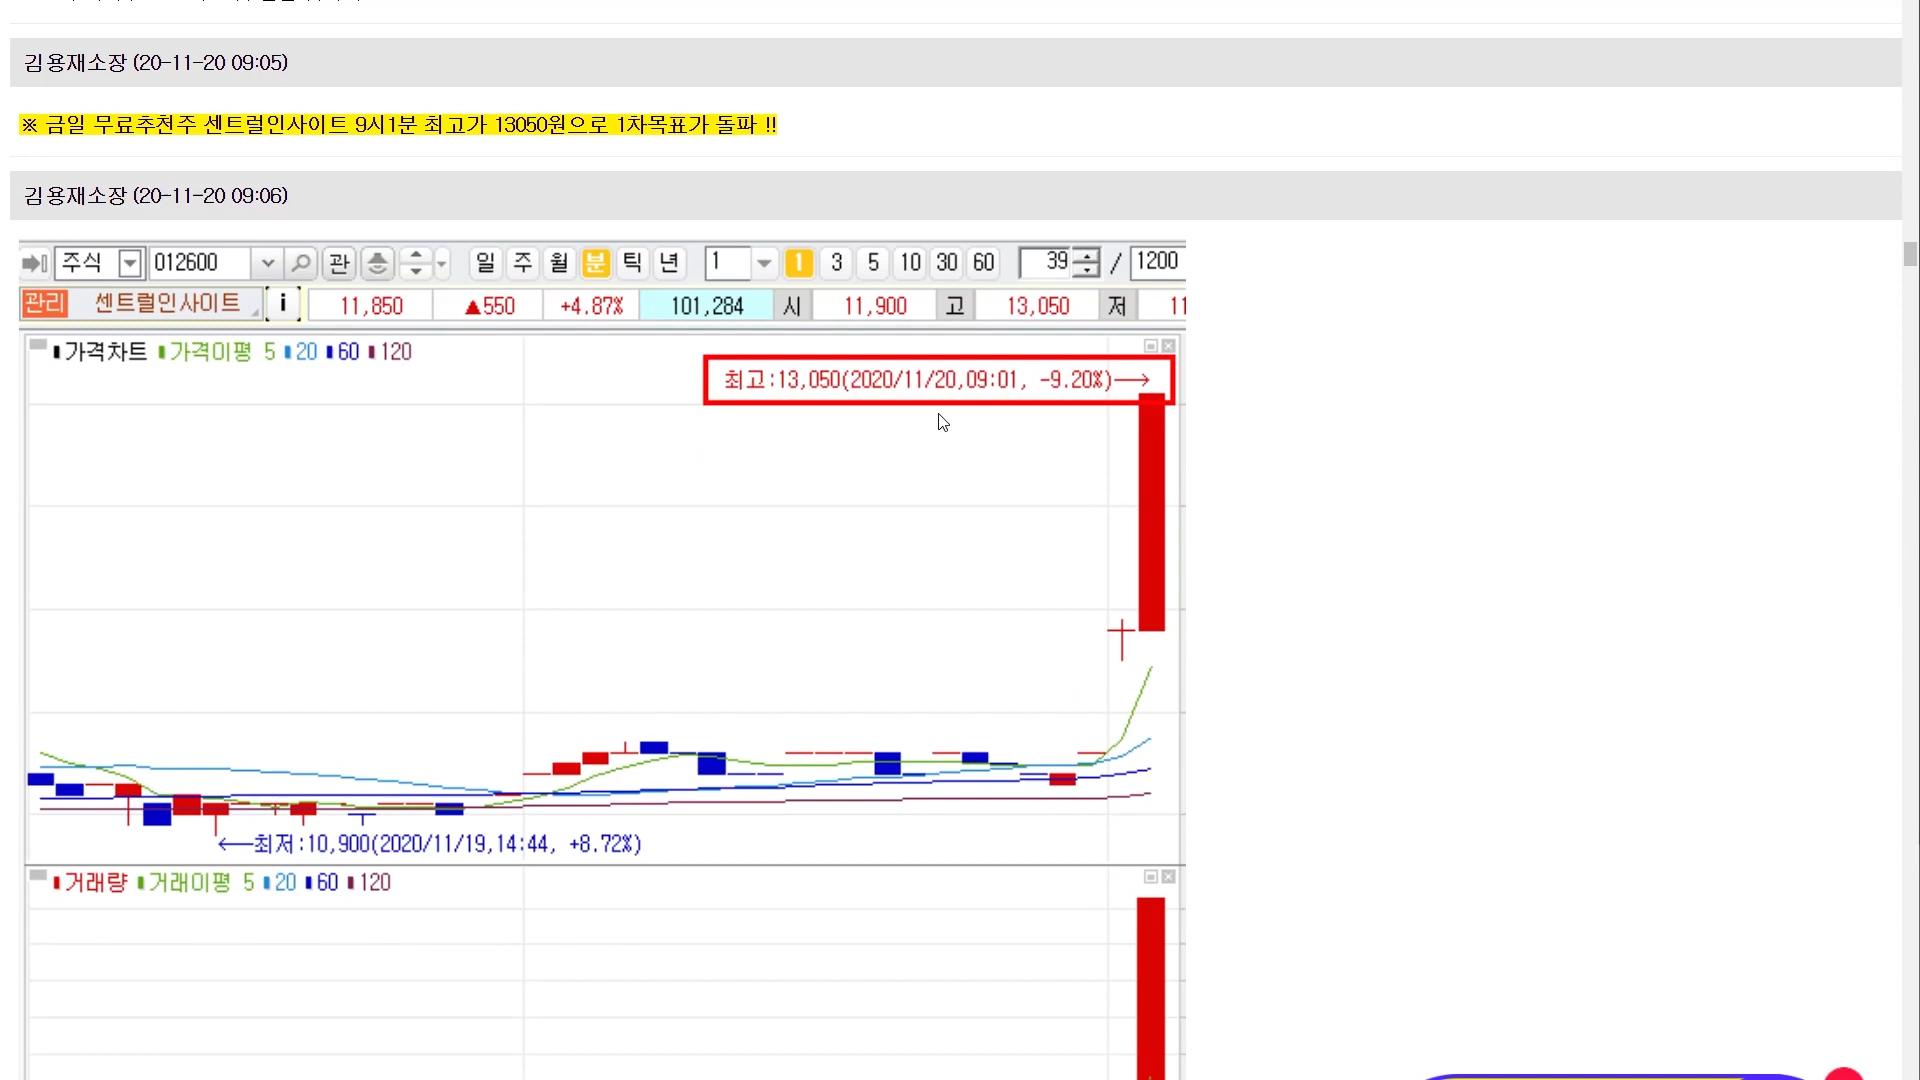 김용재소장 (20-11-20 09:05)
※ 금일 무료추천주 센트럴인사이트 9시1분 최고가 13050원으로 1차목표가 돌파 !!
김용재소장 (20-11-20 09:06)
주식 012600 관 일 주 월 분 틱 년 1 1 3 5 10 30 60 39 / 1200
관리 센트럴인사이트 i 11,850 ▲550 +4.87% 101,284 시 11,900 고 13,050 저 11
가격차트 가격이평 5 20 60 120
최고:13,050(2020/11/20,09:01, -9.20%)→
←최저:10,900(2020/11/19,14:44, +8.72%)
거래량 거래이평 5 20 60 120